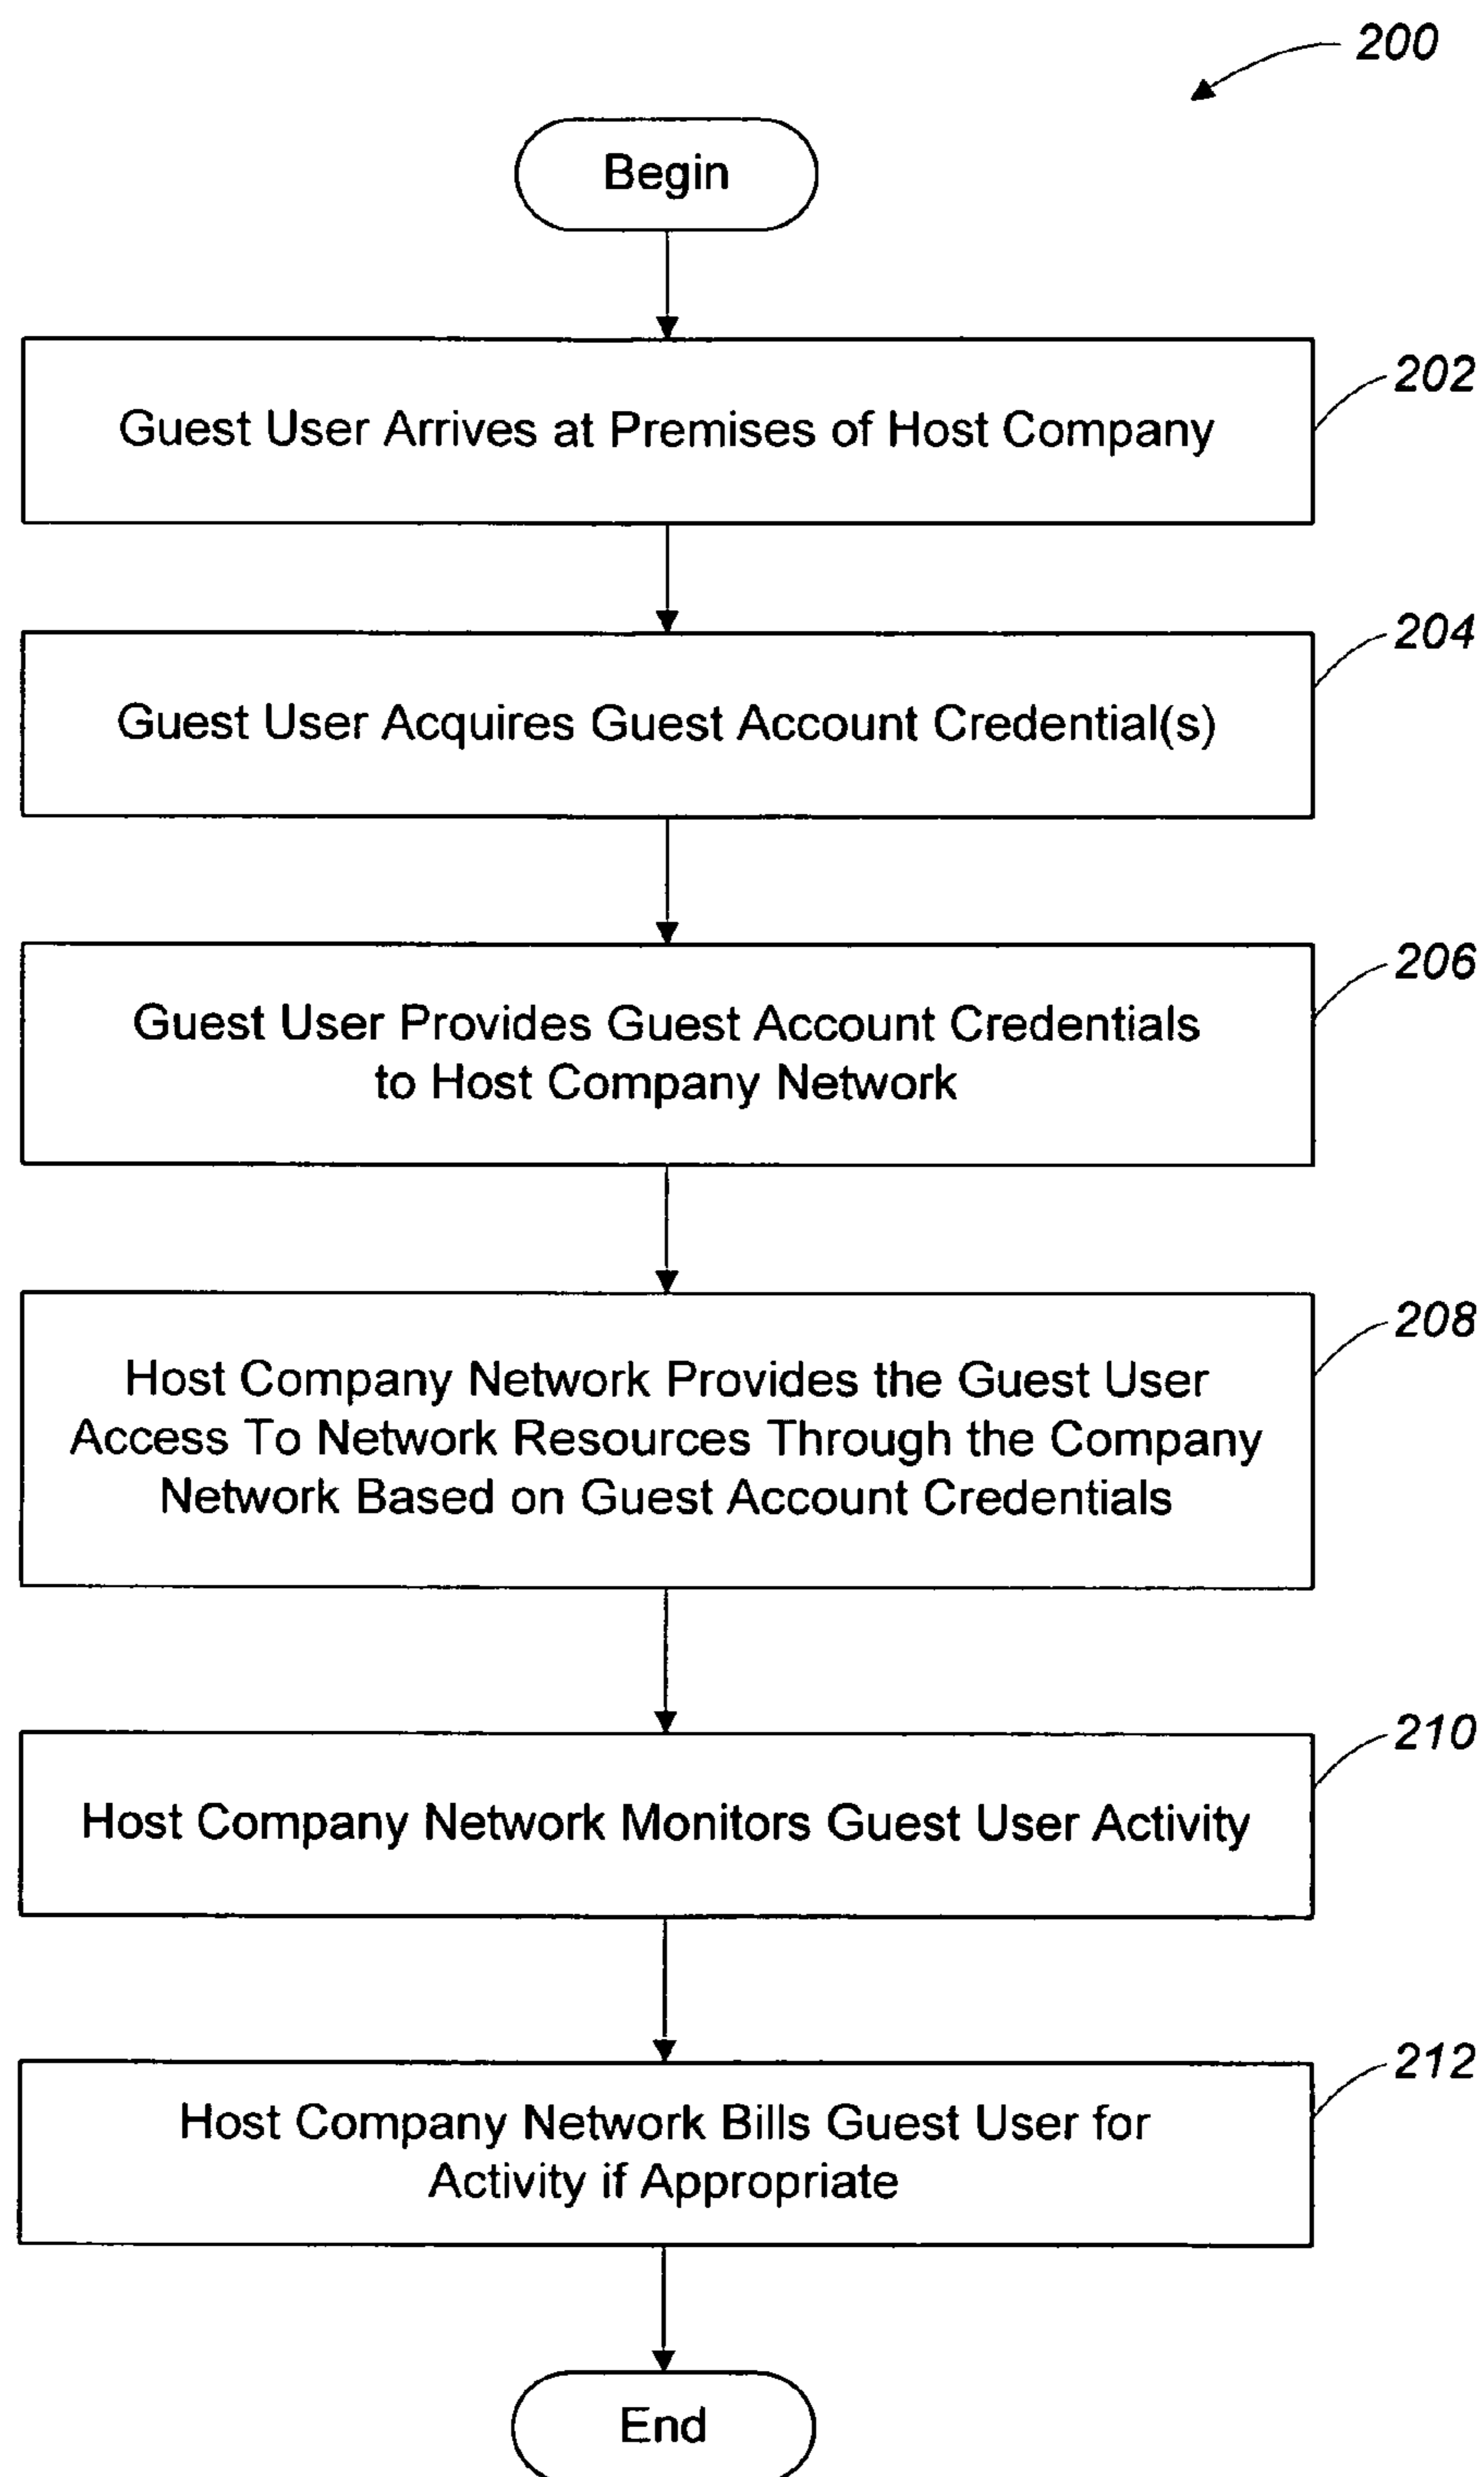 200
Begin
202
Guest User Arrives at Premises of Host Company
204
Guest User Acquires Guest Account Credential(s)
206
Guest User Provides Guest Account Credentials
to Host Company Network
208
Host Company Network Provides the Guest User
Access To Network Resources Through the Company
Network Based on Guest Account Credentials
210
Host Company Network Monitors Guest User Activity
212
Host Company Network Bills Guest User for
Activity if Appropriate
End